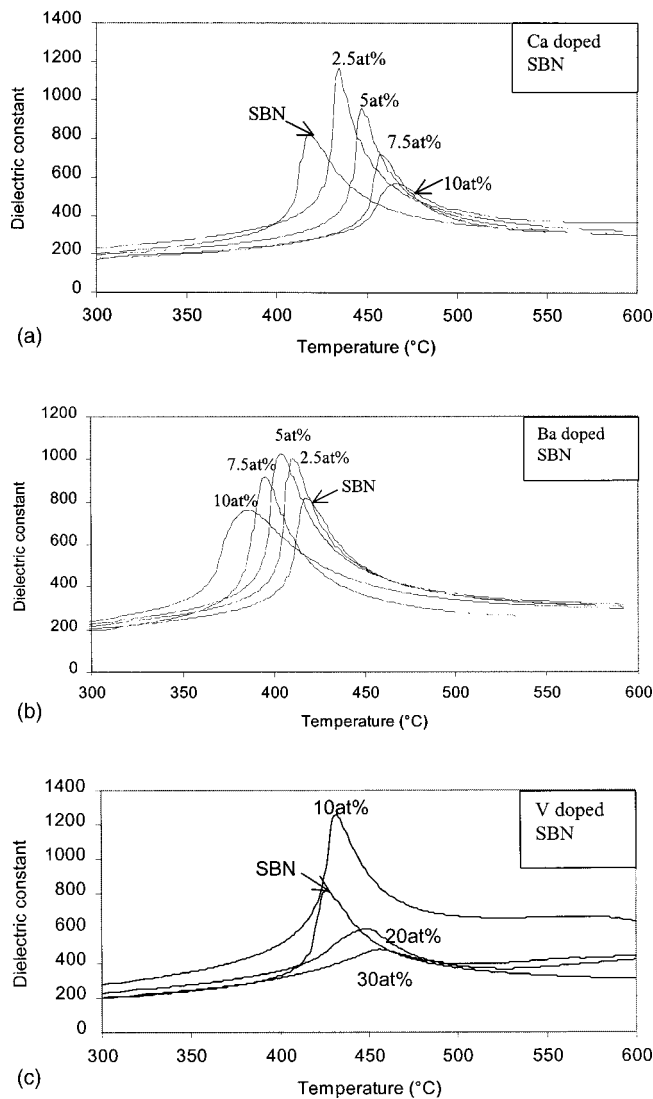 1400
1200
1000
800
600
400
200
0
Dielectric constant
Ca doped
SBN
2.5at%
SBN
5at%
7.5at%
10at%
300
350
400
450
500
550
600
(a)
Temperature (°C)
1200
1000
800
600
400
200
0
Dielectric constant
Ba doped
SBN
5at%
7.5at%
2.5at%
10at%
SBN
300
350
400
450
500
550
600
(b)
Temperature (°C)
1400
1200
1000
800
600
400
200
0
Dielectric constant
V doped
SBN
10at%
SBN
20at%
30at%
300
350
400
450
500
550
600
(c)
Temperature (°C)